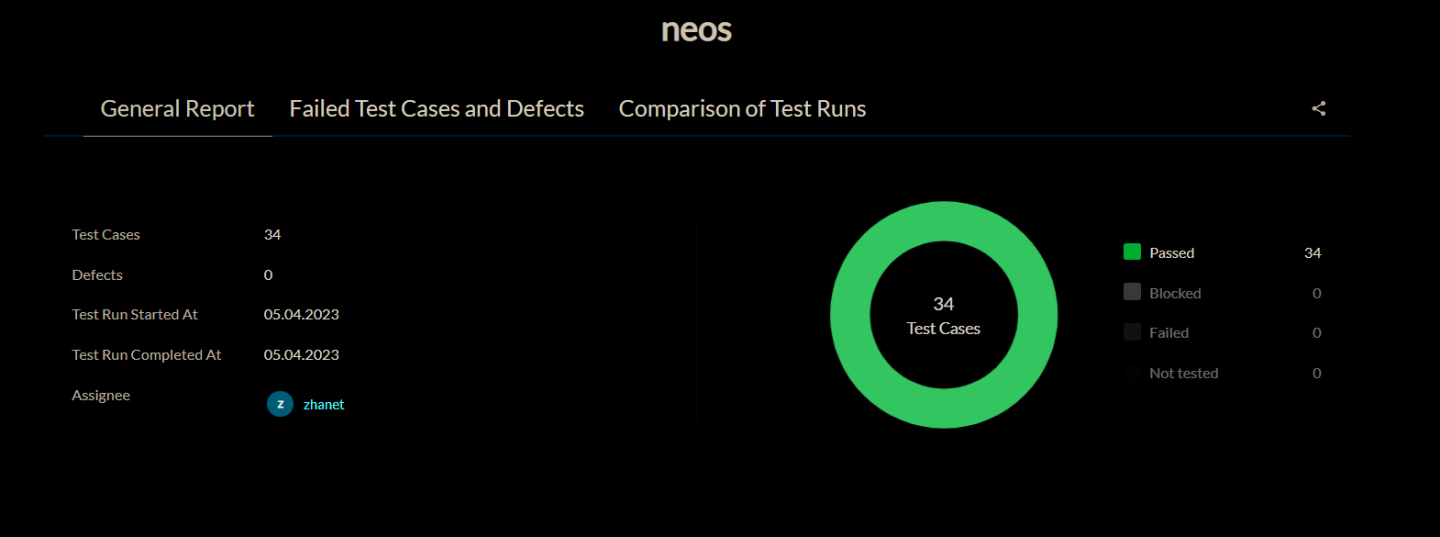 neos
General Report Failed Test Cases and Defects Comparison of Test Runs
Test Cases 34
Defects 0
Test Run Started At 05.04.2023
Test Run Completed At 05.04.2023
Assignee z zhanet
34
Test Cases
Passed 34
Blocked 0
Failed 0
Not tested 0